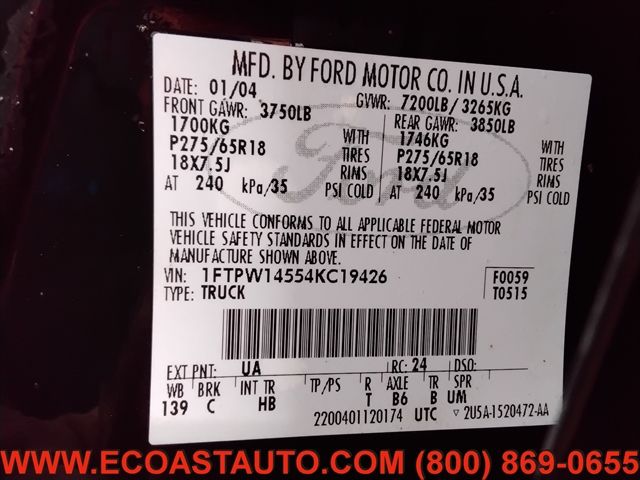 MFD. BY FORD MOTOR CO. IN U.S.A.
DATE: 01/04 GVWR: 7200LB/ 3265KG
FRONT GAWR: 3750LB REAR GAWR: 3850LB
1700KG WITH 1746KG WITH
P275/65R18 TIRES P275/65R18 TIRES
18X7.5J RIMS 18X7.5J RIMS
AT 240 kPa/35 PSI COLD AT 240 kPa/35 PSI COLD
Ford
THIS VEHICLE CONFORMS TO ALL APPLICABLE FEDERAL MOTOR
VEHICLE SAFETY STANDARDS IN EFFECT ON THE DATE OF
MANUFACTURE SHOWN ABOVE.
VIN: 1FTPW14554KC19426 F0059
TYPE: TRUCK T0515
EXT PNT: UA RC: 24 DSO:
WB BRK INT TR TP/PS R AXLE TR SPR
139 C HB T B6 B UM
2200401120174 UTC ▽ 2U5A-1520472-AA
WWW.ECOASTAUTO.COM (800) 869-0655